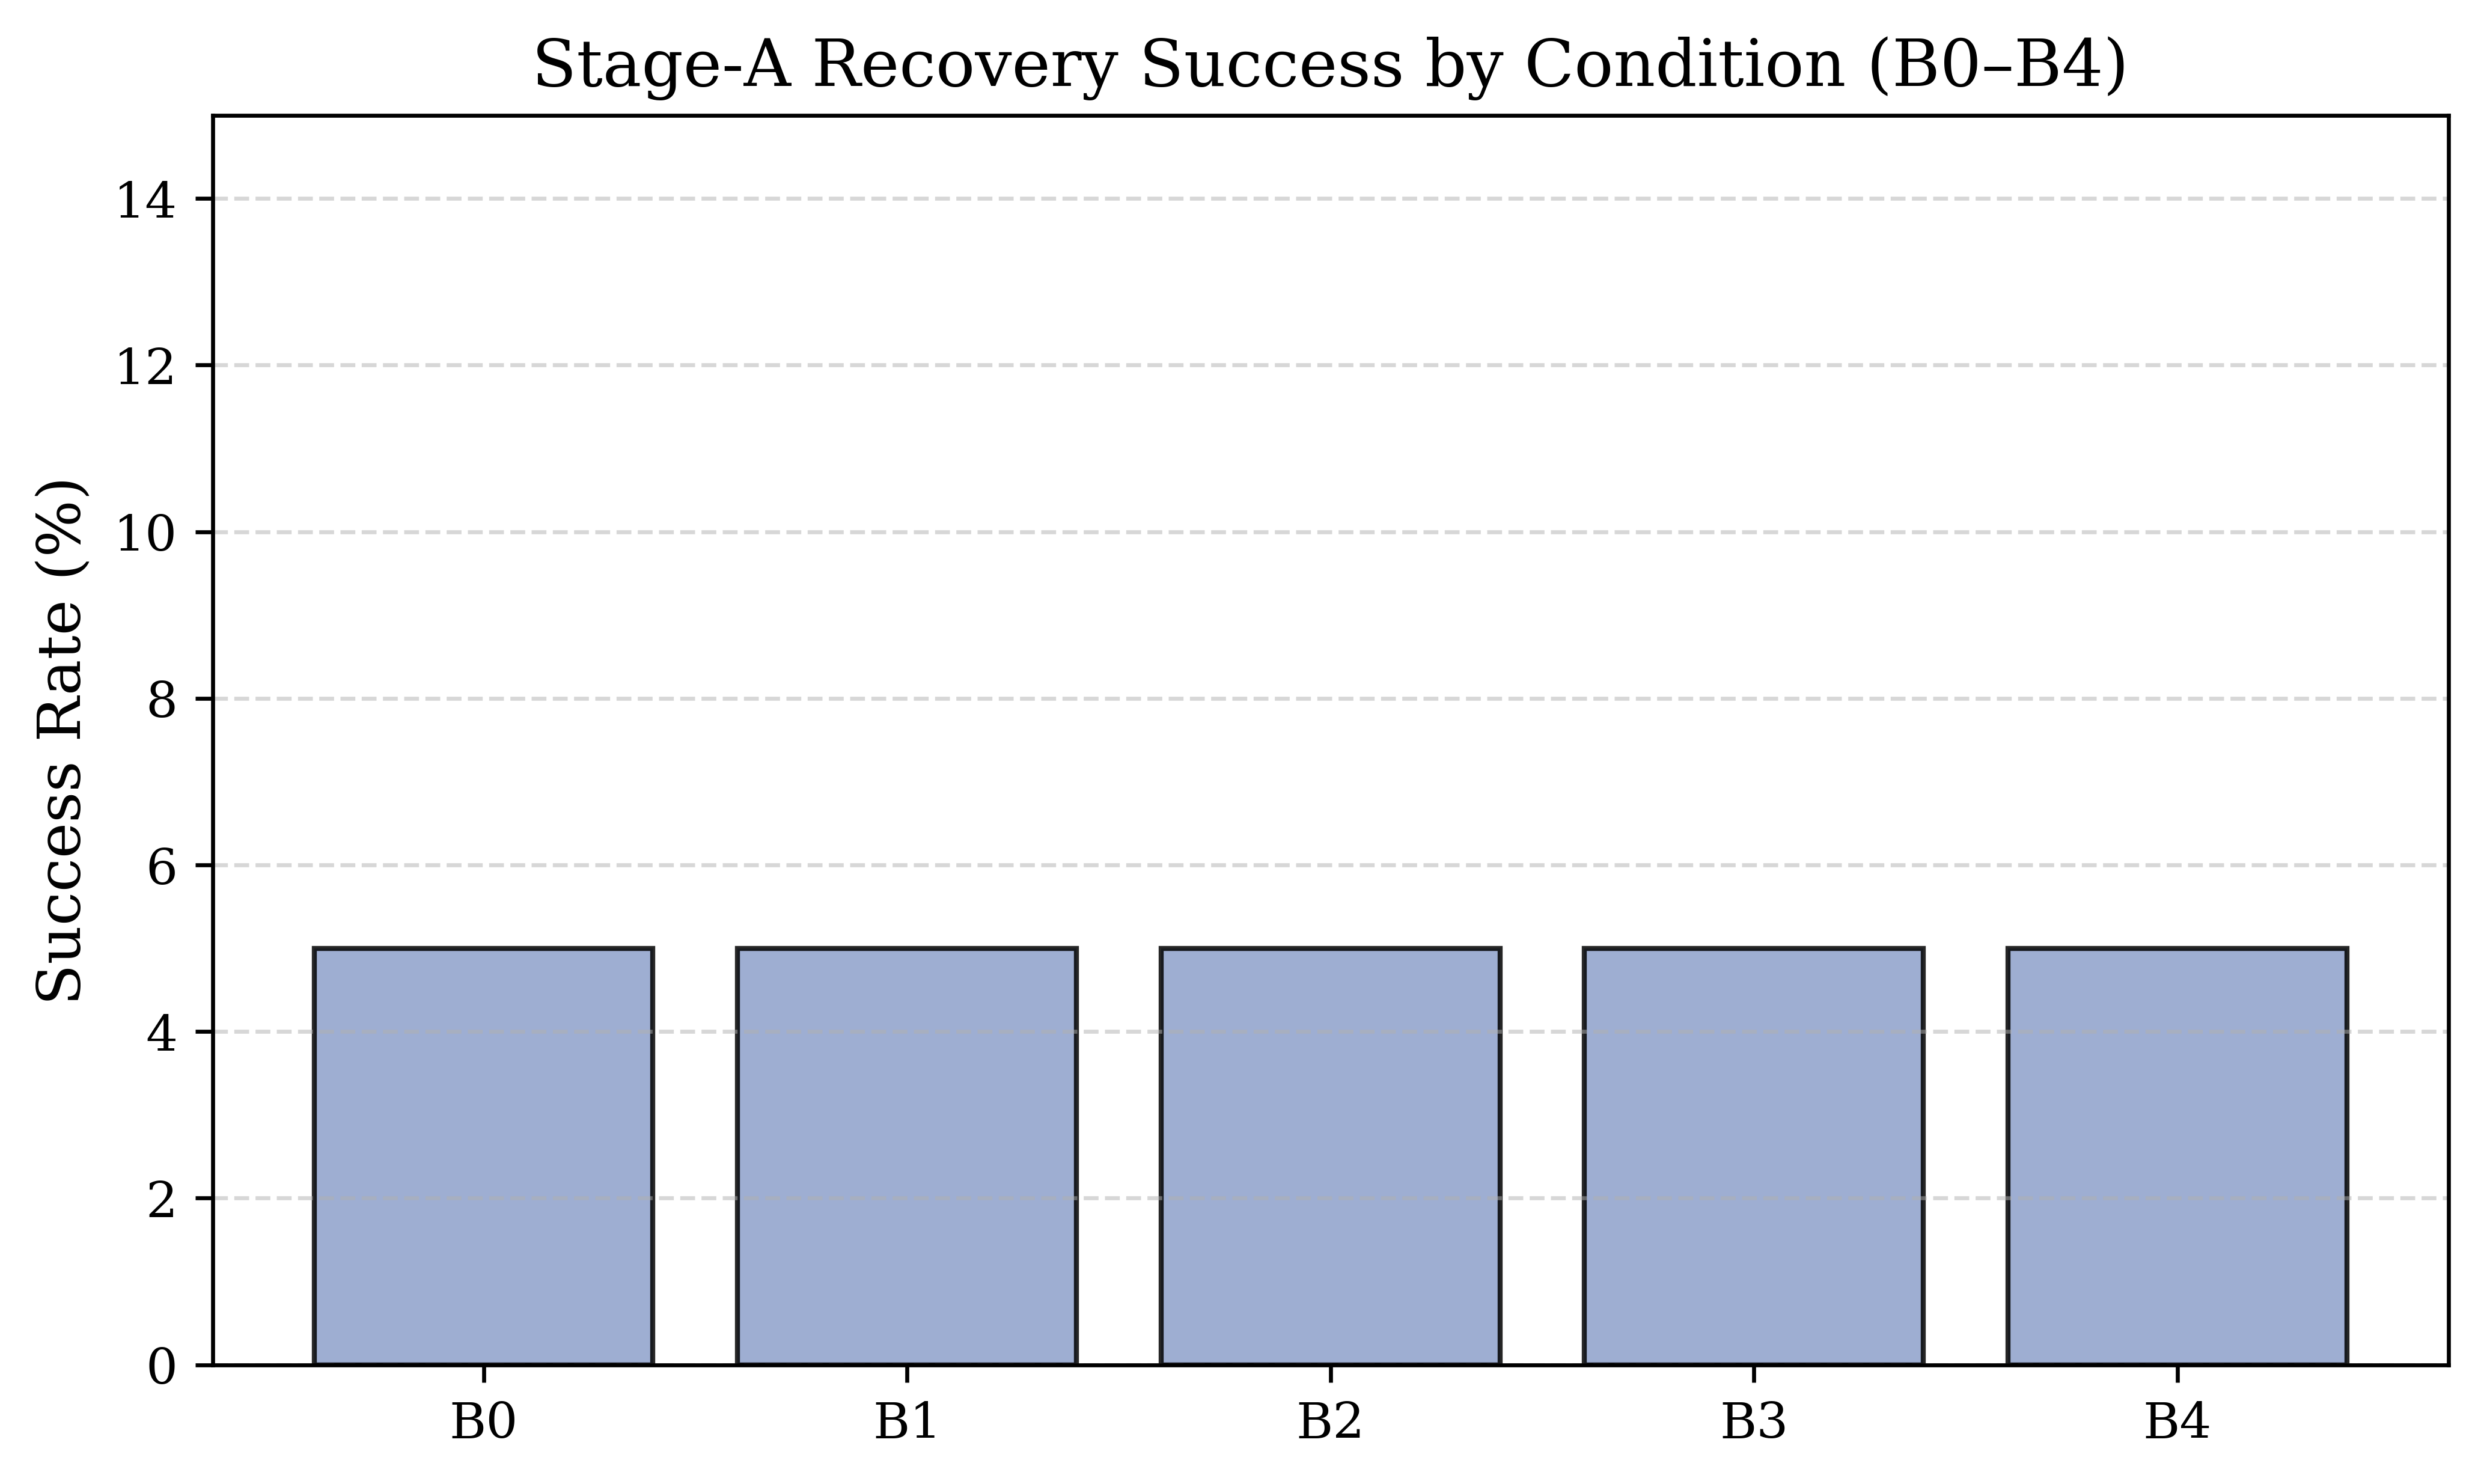 Stage-A Recovery Success by Condition (B0–B4)
Success Rate (%)
14
12
10
8
6
4
2
0
B0 B1 B2 B3 B4